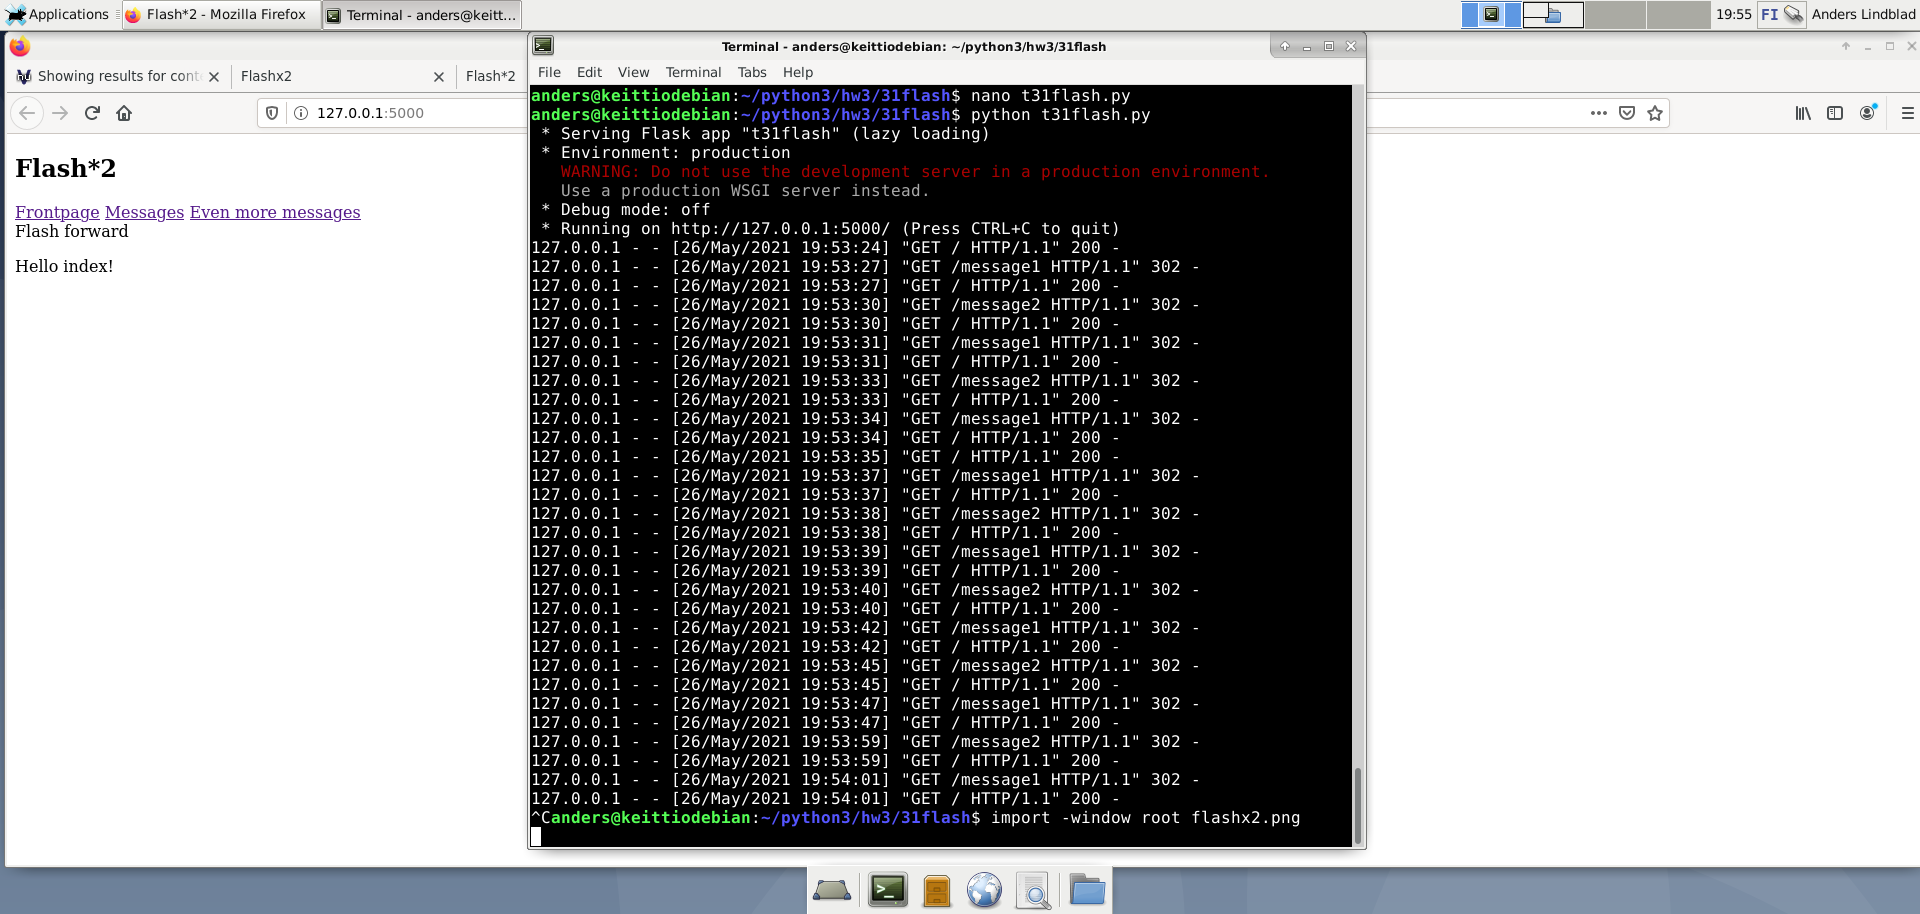 Applications
Flash*2 - Mozilla Firefox
Terminal - anders@keitt...
19:55
FI
Anders Lindblad
Showing results for cont
Flashx2
Flash*2
127.0.0.1:5000
Flash*2
Frontpage Messages Even more messages
Flash forward
Hello index!
Terminal - anders@keittiodebian: ~/python3/hw3/31flash
File Edit View Terminal Tabs Help
anders@keittiodebian:~/python3/hw3/31flash$ nano t31flash.py
anders@keittiodebian:~/python3/hw3/31flash$ python t31flash.py
 * Serving Flask app "t31flash" (lazy loading)
 * Environment: production
   WARNING: Do not use the development server in a production environment.
   Use a production WSGI server instead.
 * Debug mode: off
 * Running on http://127.0.0.1:5000/ (Press CTRL+C to quit)
127.0.0.1 - - [26/May/2021 19:53:24] "GET / HTTP/1.1" 200 -
127.0.0.1 - - [26/May/2021 19:53:27] "GET /message1 HTTP/1.1" 302 -
127.0.0.1 - - [26/May/2021 19:53:27] "GET / HTTP/1.1" 200 -
127.0.0.1 - - [26/May/2021 19:53:30] "GET /message2 HTTP/1.1" 302 -
127.0.0.1 - - [26/May/2021 19:53:30] "GET / HTTP/1.1" 200 -
127.0.0.1 - - [26/May/2021 19:53:31] "GET /message1 HTTP/1.1" 302 -
127.0.0.1 - - [26/May/2021 19:53:31] "GET / HTTP/1.1" 200 -
127.0.0.1 - - [26/May/2021 19:53:33] "GET /message2 HTTP/1.1" 302 -
127.0.0.1 - - [26/May/2021 19:53:33] "GET / HTTP/1.1" 200 -
127.0.0.1 - - [26/May/2021 19:53:34] "GET /message1 HTTP/1.1" 302 -
127.0.0.1 - - [26/May/2021 19:53:34] "GET / HTTP/1.1" 200 -
127.0.0.1 - - [26/May/2021 19:53:35] "GET / HTTP/1.1" 200 -
127.0.0.1 - - [26/May/2021 19:53:37] "GET /message1 HTTP/1.1" 302 -
127.0.0.1 - - [26/May/2021 19:53:37] "GET / HTTP/1.1" 200 -
127.0.0.1 - - [26/May/2021 19:53:38] "GET /message2 HTTP/1.1" 302 -
127.0.0.1 - - [26/May/2021 19:53:38] "GET / HTTP/1.1" 200 -
127.0.0.1 - - [26/May/2021 19:53:39] "GET /message1 HTTP/1.1" 302 -
127.0.0.1 - - [26/May/2021 19:53:39] "GET / HTTP/1.1" 200 -
127.0.0.1 - - [26/May/2021 19:53:40] "GET /message2 HTTP/1.1" 302 -
127.0.0.1 - - [26/May/2021 19:53:40] "GET / HTTP/1.1" 200 -
127.0.0.1 - - [26/May/2021 19:53:42] "GET /message1 HTTP/1.1" 302 -
127.0.0.1 - - [26/May/2021 19:53:42] "GET / HTTP/1.1" 200 -
127.0.0.1 - - [26/May/2021 19:53:45] "GET /message2 HTTP/1.1" 302 -
127.0.0.1 - - [26/May/2021 19:53:45] "GET / HTTP/1.1" 200 -
127.0.0.1 - - [26/May/2021 19:53:47] "GET /message1 HTTP/1.1" 302 -
127.0.0.1 - - [26/May/2021 19:53:47] "GET / HTTP/1.1" 200 -
127.0.0.1 - - [26/May/2021 19:53:59] "GET /message2 HTTP/1.1" 302 -
127.0.0.1 - - [26/May/2021 19:53:59] "GET / HTTP/1.1" 200 -
127.0.0.1 - - [26/May/2021 19:54:01] "GET /message1 HTTP/1.1" 302 -
127.0.0.1 - - [26/May/2021 19:54:01] "GET / HTTP/1.1" 200 -
^Canders@keittiodebian:~/python3/hw3/31flash$ import -window root flashx2.png